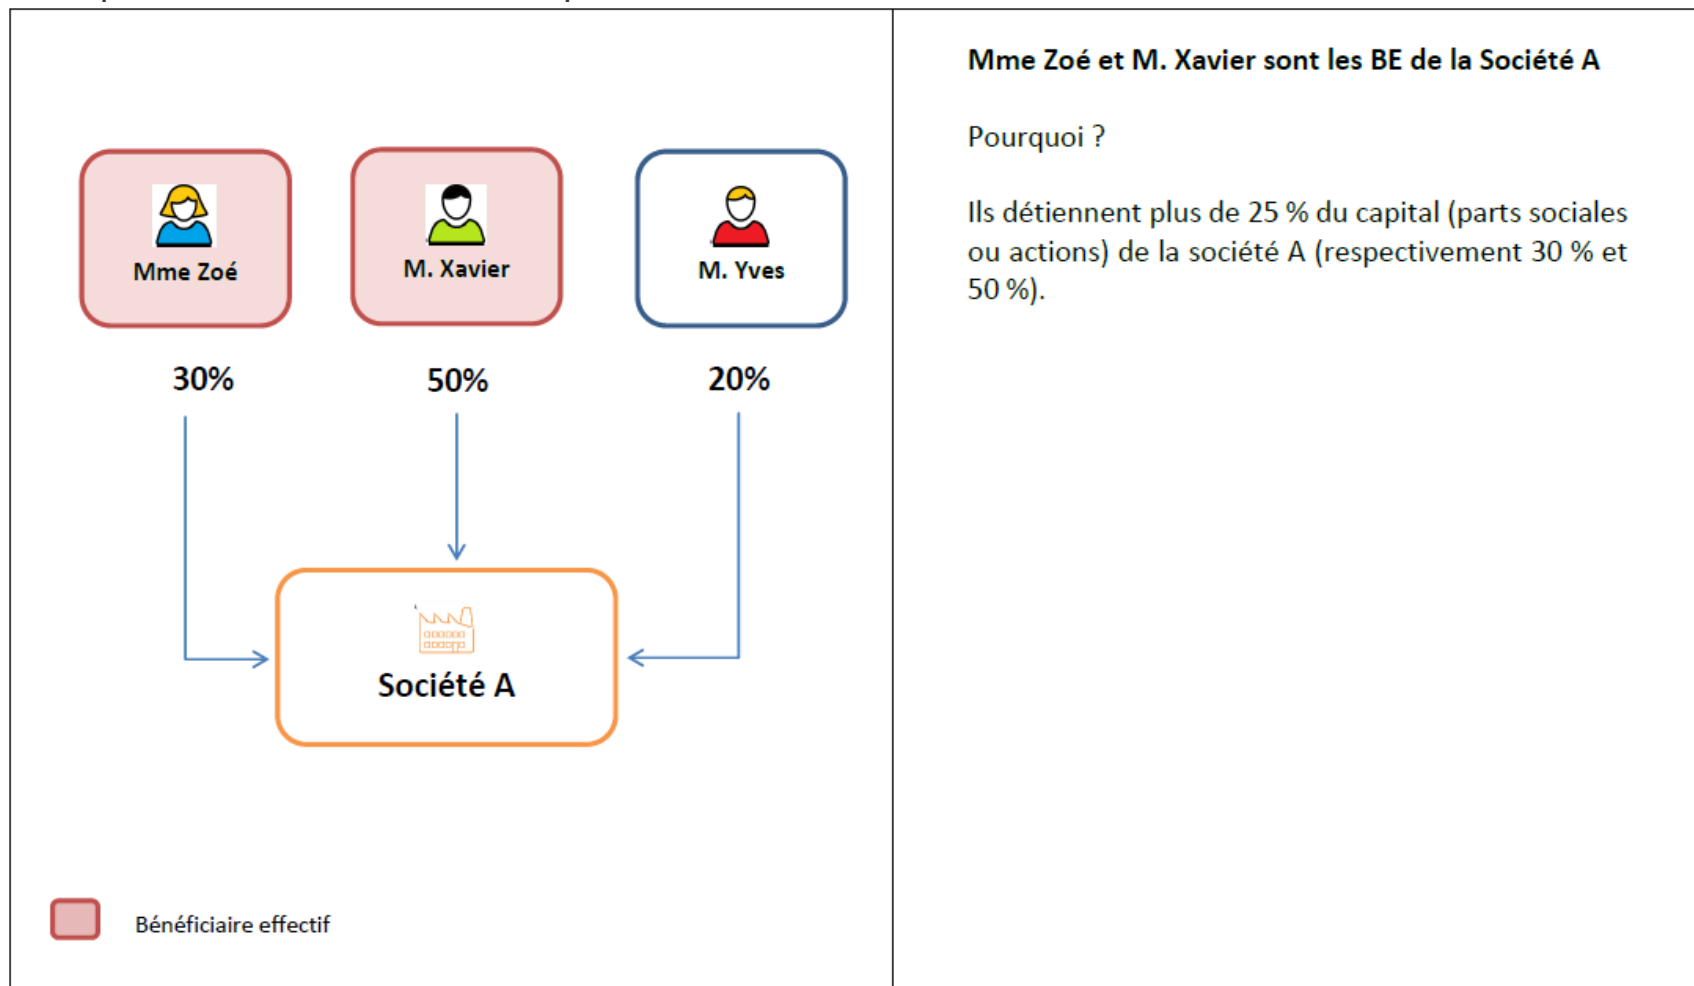 Mme Zoé et M. Xavier sont les BE de la Société A
Pourquoi ?
Ils détiennent plus de 25 % du capital (parts sociales
ou actions) de la société A (respectivement 30 % et
50 %).
Mme Zoé
M. Xavier
M. Yves
30%
50%
20%
Société A
Bénéficiaire effectif